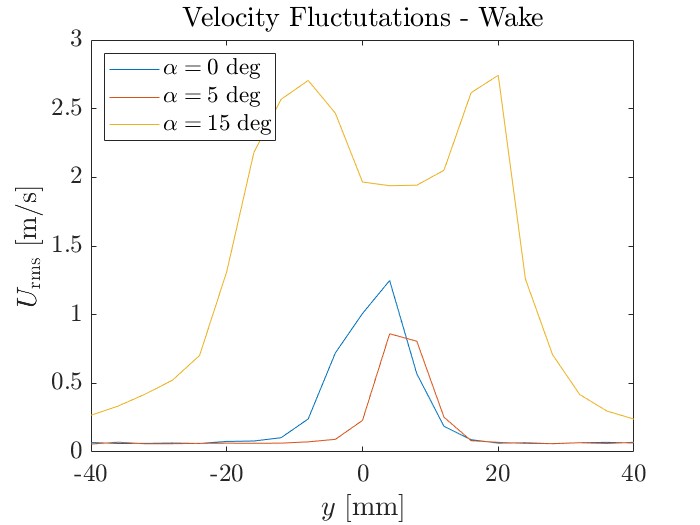 Velocity Fluctutations - Wake
3
2.5
2
1.5
1
0.5
0
U_rms [m/s]
α = 0 deg
α = 5 deg
α = 15 deg
-40
-20
0
20
40
y [mm]